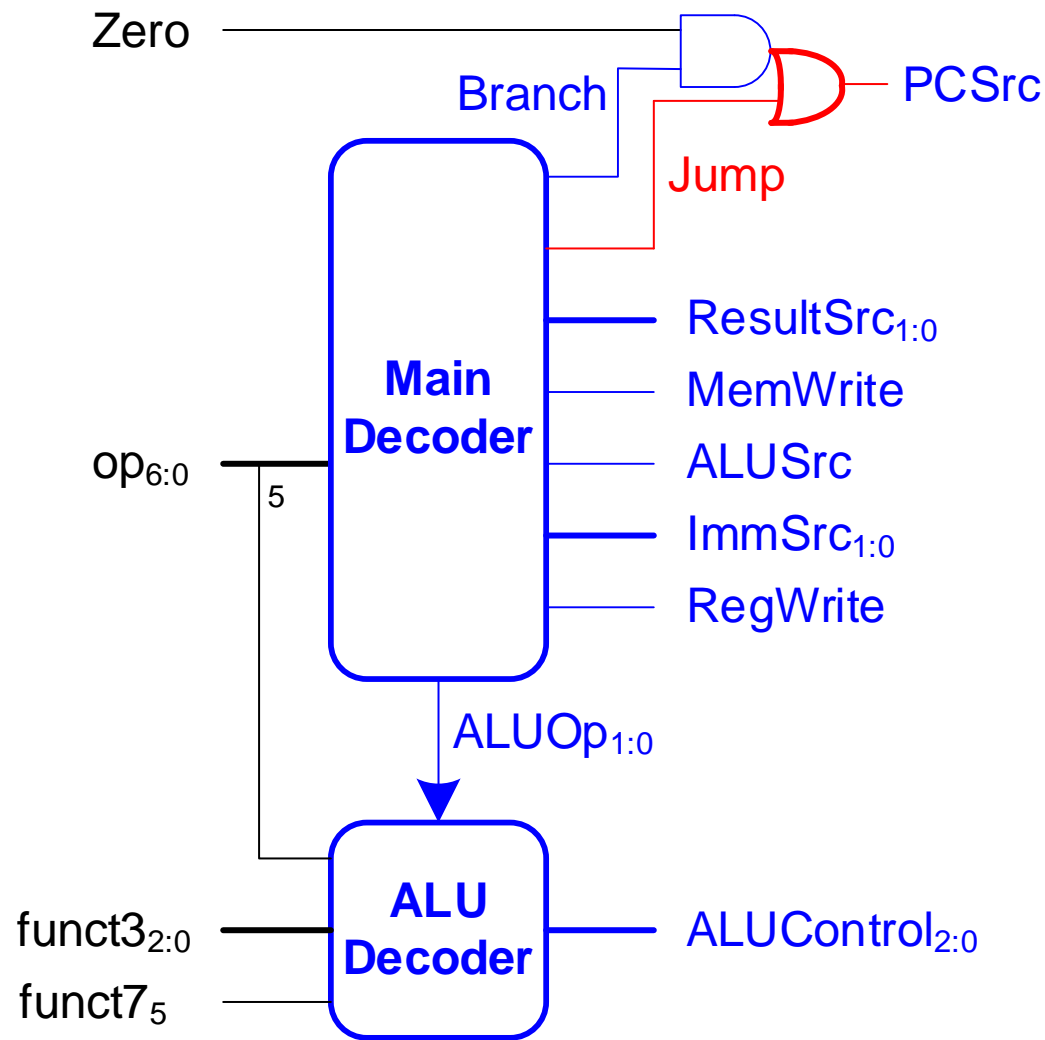 Zero
Branch
PCSrc
Jump
ResultSrc1:0
MemWrite
Main
Decoder
ALUSrc
op6:0
5
ImmSrc1:0
RegWrite
ALUOp1:0
ALU
Decoder
funct32:0
ALUControl2:0
funct75